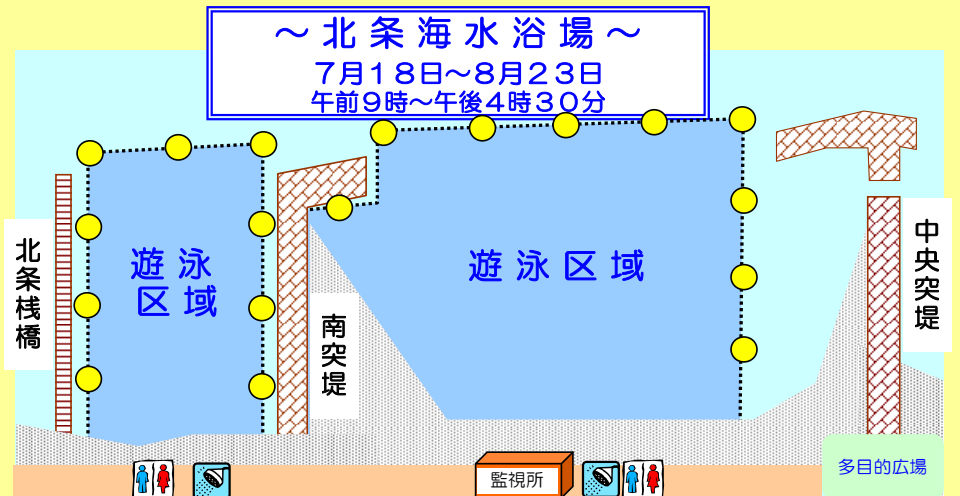 ～北条海水浴場～
７月１８日～８月２３日
午前９時～午後４時３０分
北条桟橋
遊泳
区域
南突堤
遊泳区域
中央突堤
監視所
多目的広場